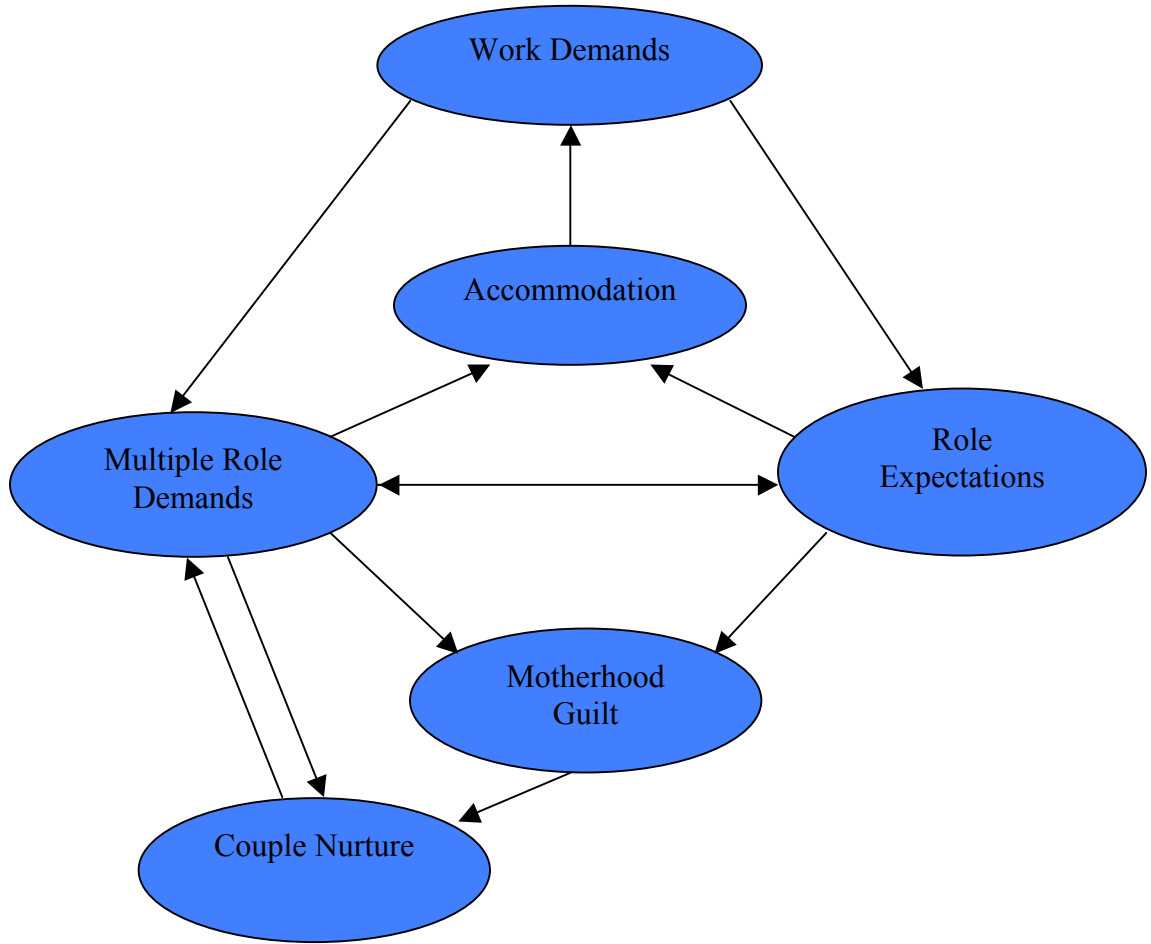 Work Demands
Accommodation
Role
Expectations
Multiple Role
Demands
Motherhood
Guilt
Couple Nurture